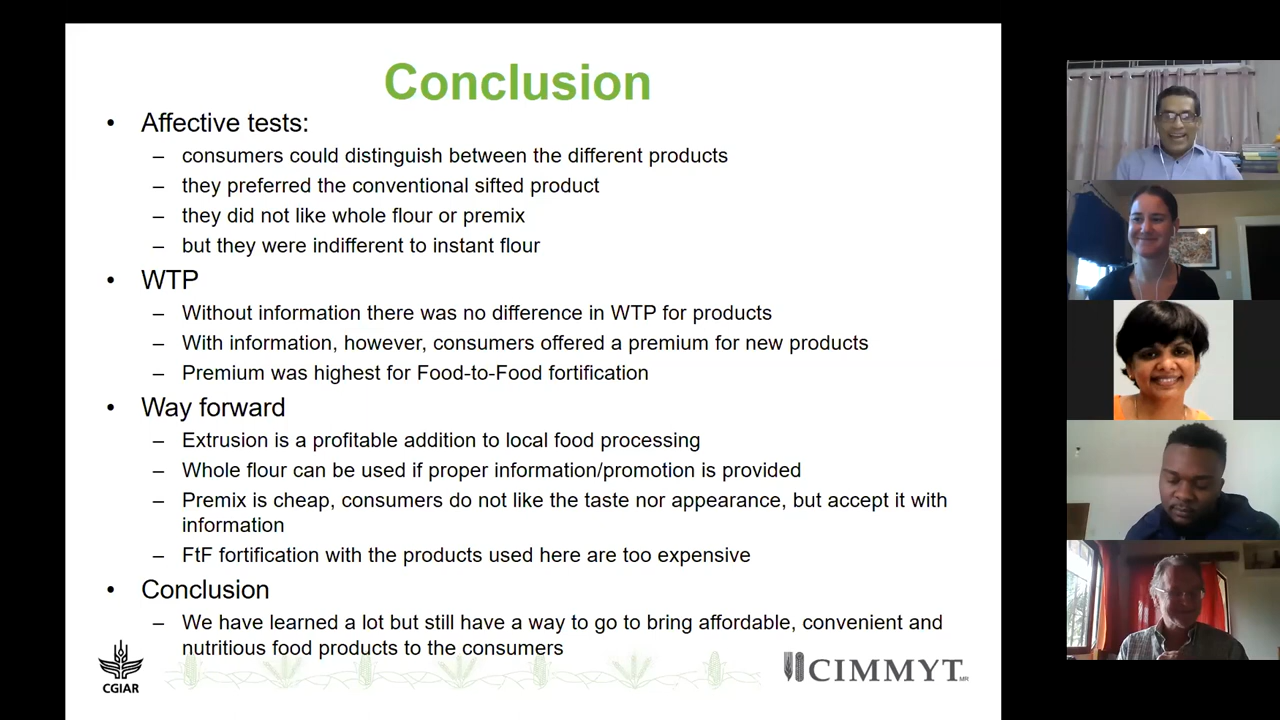 Conclusion
• Affective tests:
– consumers could distinguish between the different products
– they preferred the conventional sifted product
– they did not like whole flour or premix
– but they were indifferent to instant flour
• WTP
– Without information there was no difference in WTP for products
– With information, however, consumers offered a premium for new products
– Premium was highest for Food-to-Food fortification
• Way forward
– Extrusion is a profitable addition to local food processing
– Whole flour can be used if proper information/promotion is provided
– Premix is cheap, consumers do not like the taste nor appearance, but accept it with
information
– FtF fortification with the products used here are too expensive
• Conclusion
– We have learned a lot but still have a way to go to bring affordable, convenient and
nutritious food products to the consumers
CGIAR
CIMMYT MR